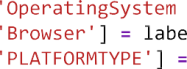 'OperatingSystem
'Browser'] = labe
'PLATFORMTYPE'] =